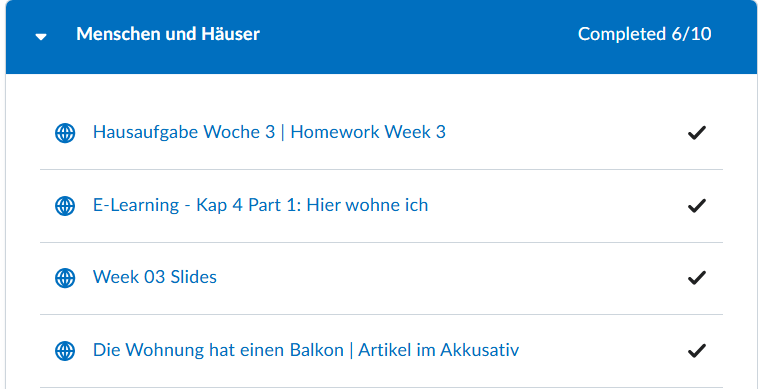 Menschen und Häuser Completed 6/10
Hausaufgabe Woche 3 | Homework Week 3
E-Learning - Kap 4 Part 1: Hier wohne ich
Week 03 Slides
Die Wohnung hat einen Balkon | Artikel im Akkusativ